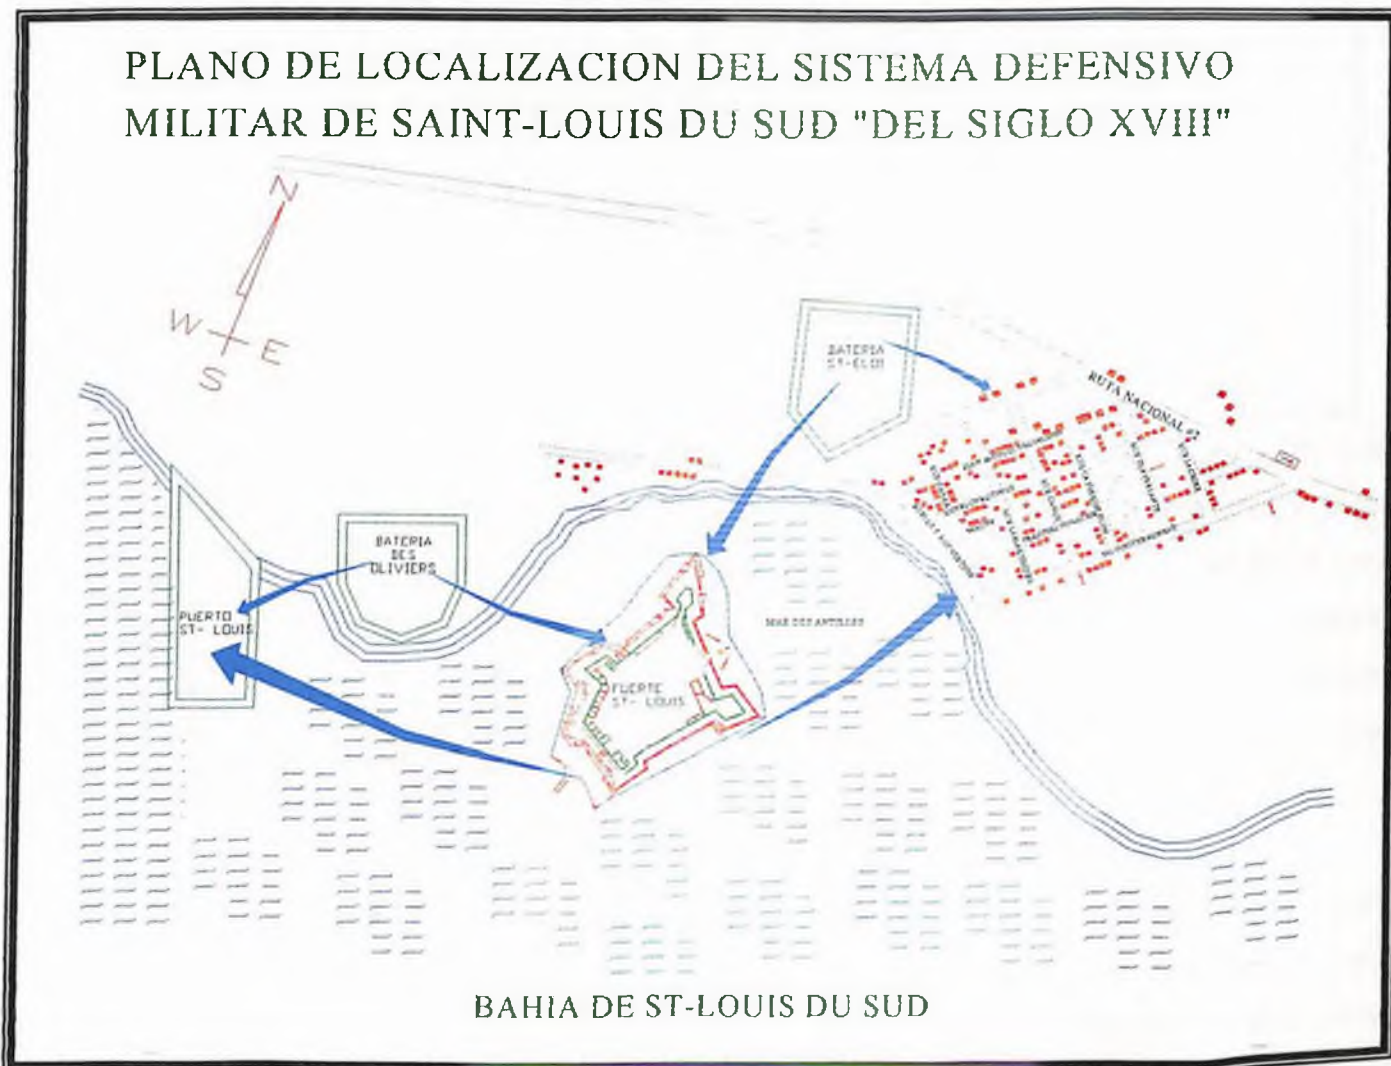 PLANO DE LOCALIZACION DEL SISTEMA DEFENSIVO
MILITAR DE SAINT-LOUIS DU SUD "DEL SIGLO XVIII"
N
W
E
S
BATERIA
ST-ELOI
RUTA NACIONAL #2
BATERIA
DES
OLIVIERS
PUERTO
ST- LOUIS
MAR DES ANTILLES
FUERTE
ST- LOUIS
BAHIA DE ST-LOUIS DU SUD